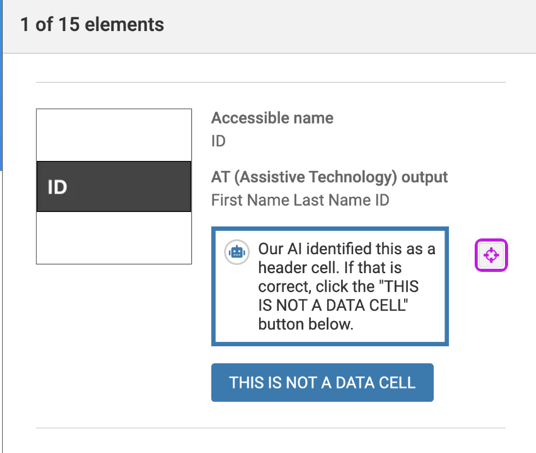 1 of 15 elements
ID
Accessible name
ID
AT (Assistive Technology) output
First Name Last Name ID
Our AI identified this as a
header cell. If that is
correct, click the "THIS
IS NOT A DATA CELL"
button below.
THIS IS NOT A DATA CELL